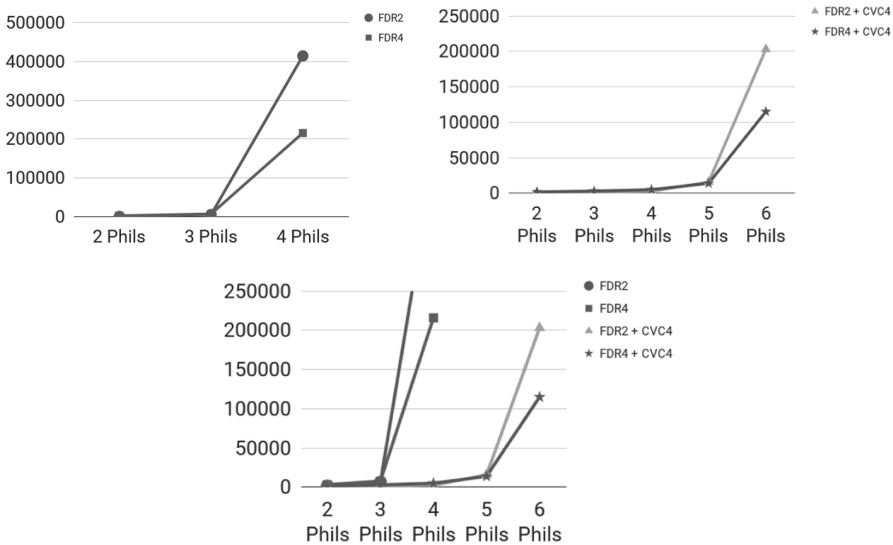 500000
400000
300000
200000
100000
0
2 Phils 3 Phils 4 Phils
FDR2
FDR4
250000
200000
150000
100000
50000
0
2 3 4 5 6
Phils Phils Phils Phils Phils
FDR2 + CVC4
FDR4 + CVC4
250000
200000
150000
100000
50000
0
2 3 4 5 6
Phils Phils Phils Phils Phils
FDR2
FDR4
FDR2 + CVC4
FDR4 + CVC4